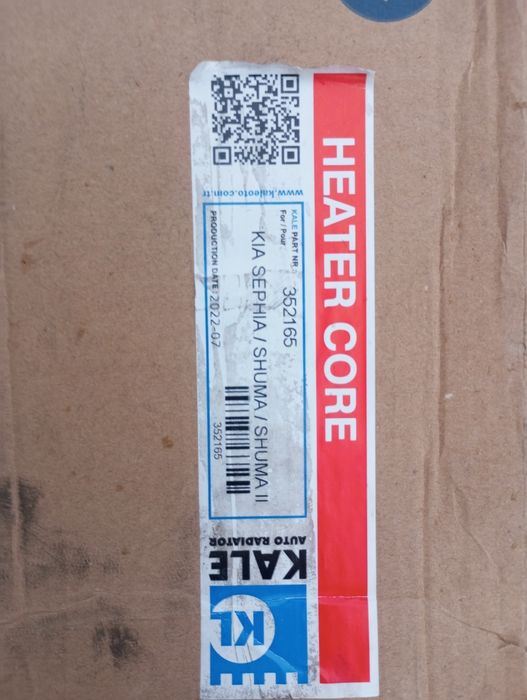 HEATER CORE
www.kaleoto.com.tr
KALE PART NR.: 352165
For / Pour
KIA SEPHIA / SHUMA / SHUMA II
PRODUCTION DATE: 2022-07
352165
KALE
AUTO RADIATOR
KL